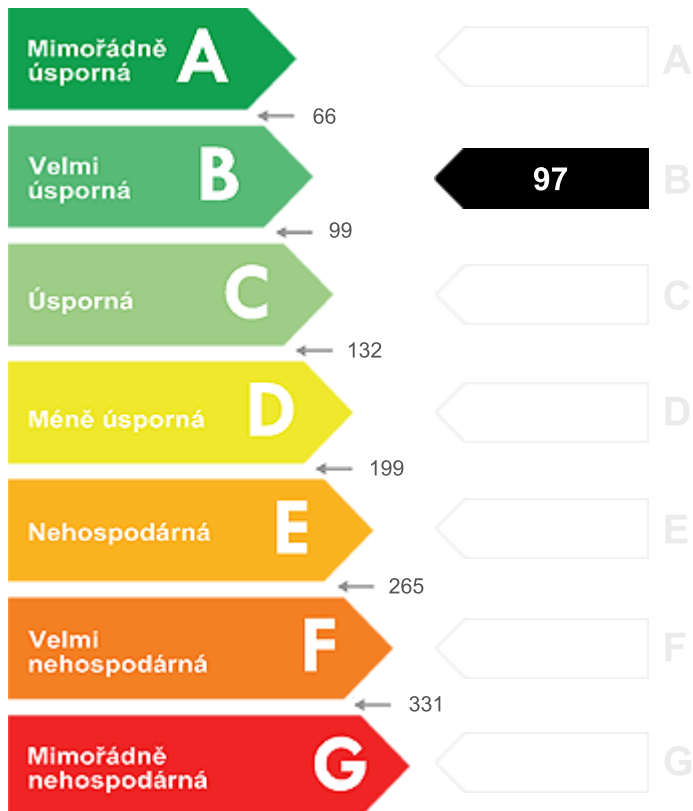 Mimořádně
úsporná
A
A
66
Velmi
úsporná
B
97
B
99
Úsporná
C
C
132
Méně úsporná
D
D
199
Nehospodárná
E
E
265
Velmi
nehospodárná
F
F
331
Mimořádně
nehospodárná
G
G